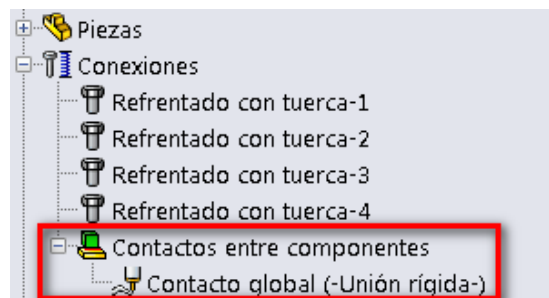 Piezas
Conexiones
Refrentado con tuerca-1
Refrentado con tuerca-2
Refrentado con tuerca-3
Refrentado con tuerca-4
Contactos entre componentes
Contacto global (-Unión rígida-)